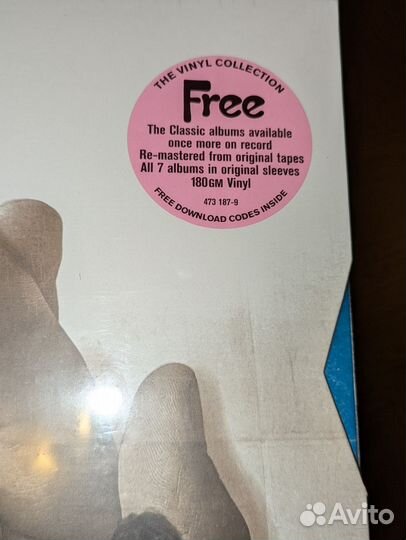 THE VINYL COLLECTION
Free
The Classic albums available
once more on record
Re-mastered from original tapes
All 7 albums in original sleeves
180GM Vinyl
FREE DOWNLOAD CODES INSIDE
473 187-9
Avito